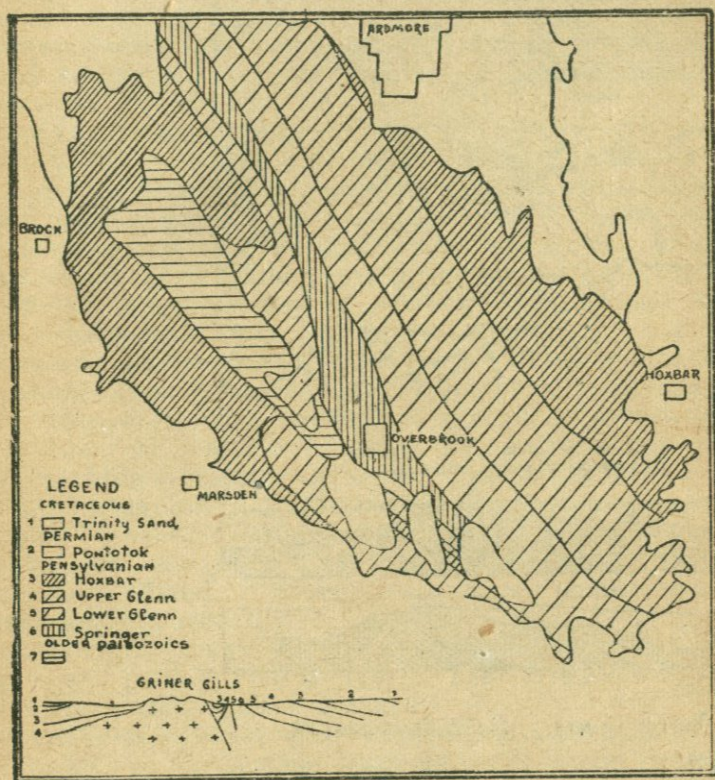 ARDMORE
BROCK
HOXBAR
OVERBROOK
MARSDEN
LEGEND
CRETACEOUS
1 Trinity Sand,
PERMIAN
2 Pontotok
PENSylvanian
3 HOXBAR
4 Upper Glenn
5 Lower Glenn
6 Springer
OLDER paleozoics
7
GRINER GILLS